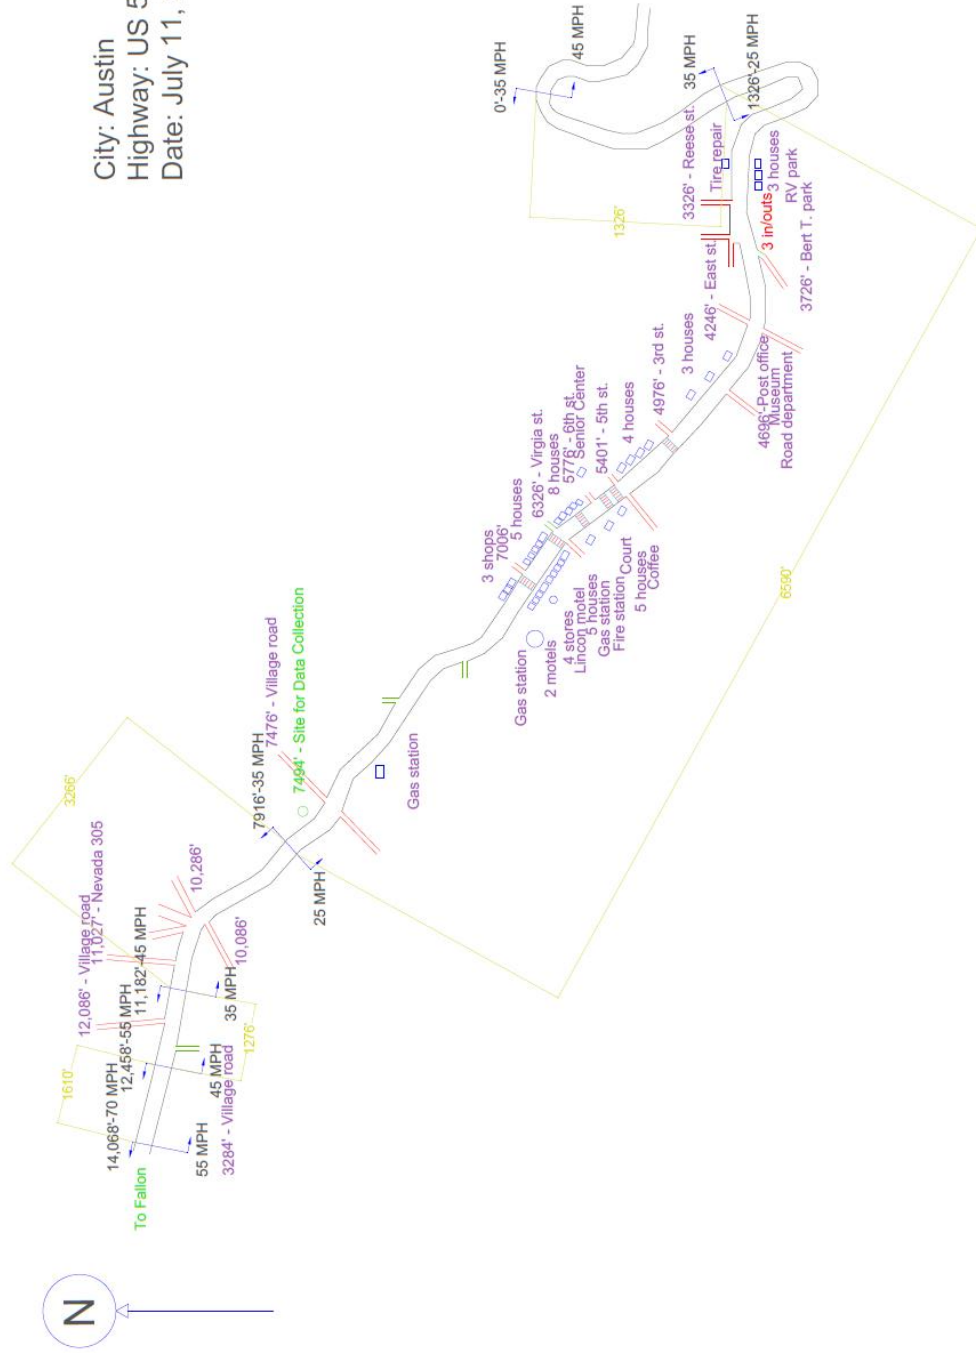 City: Austin
Highway: US 5
Date: July 11,
N
To Fallon
14,068'-70 MPH
55 MPH
3284' - Village road
1610'
12,458'-55 MPH
45 MPH
1276'
12,086' - Village road
11,027' - Nevada 305
11,182'-45 MPH
35 MPH
10,286'
10,086'
3266'
7916'-35 MPH
25 MPH
7476' - Village road
7494' - Site for Data Collection
Gas station
3 shops
7006'
5 houses
6326' - Virgia st.
8 houses
5776' - 6th st.
Senior Center
5401' - 5th st.
4 houses
4976' - 3rd st.
3 houses
4246' - East st.
3326' - Reese st.
Tire repair
Gas station
2 motels
4 stores
Lincon motel
5 houses
Gas station
Fire station
Court
5 houses
Coffee
4696'-Post office
Museum
Road department
3 in/outs
3 houses
RV park
3726' - Bert T. park
6590'
1326'
0'-35 MPH
45 MPH
35 MPH
1326'-25 MPH